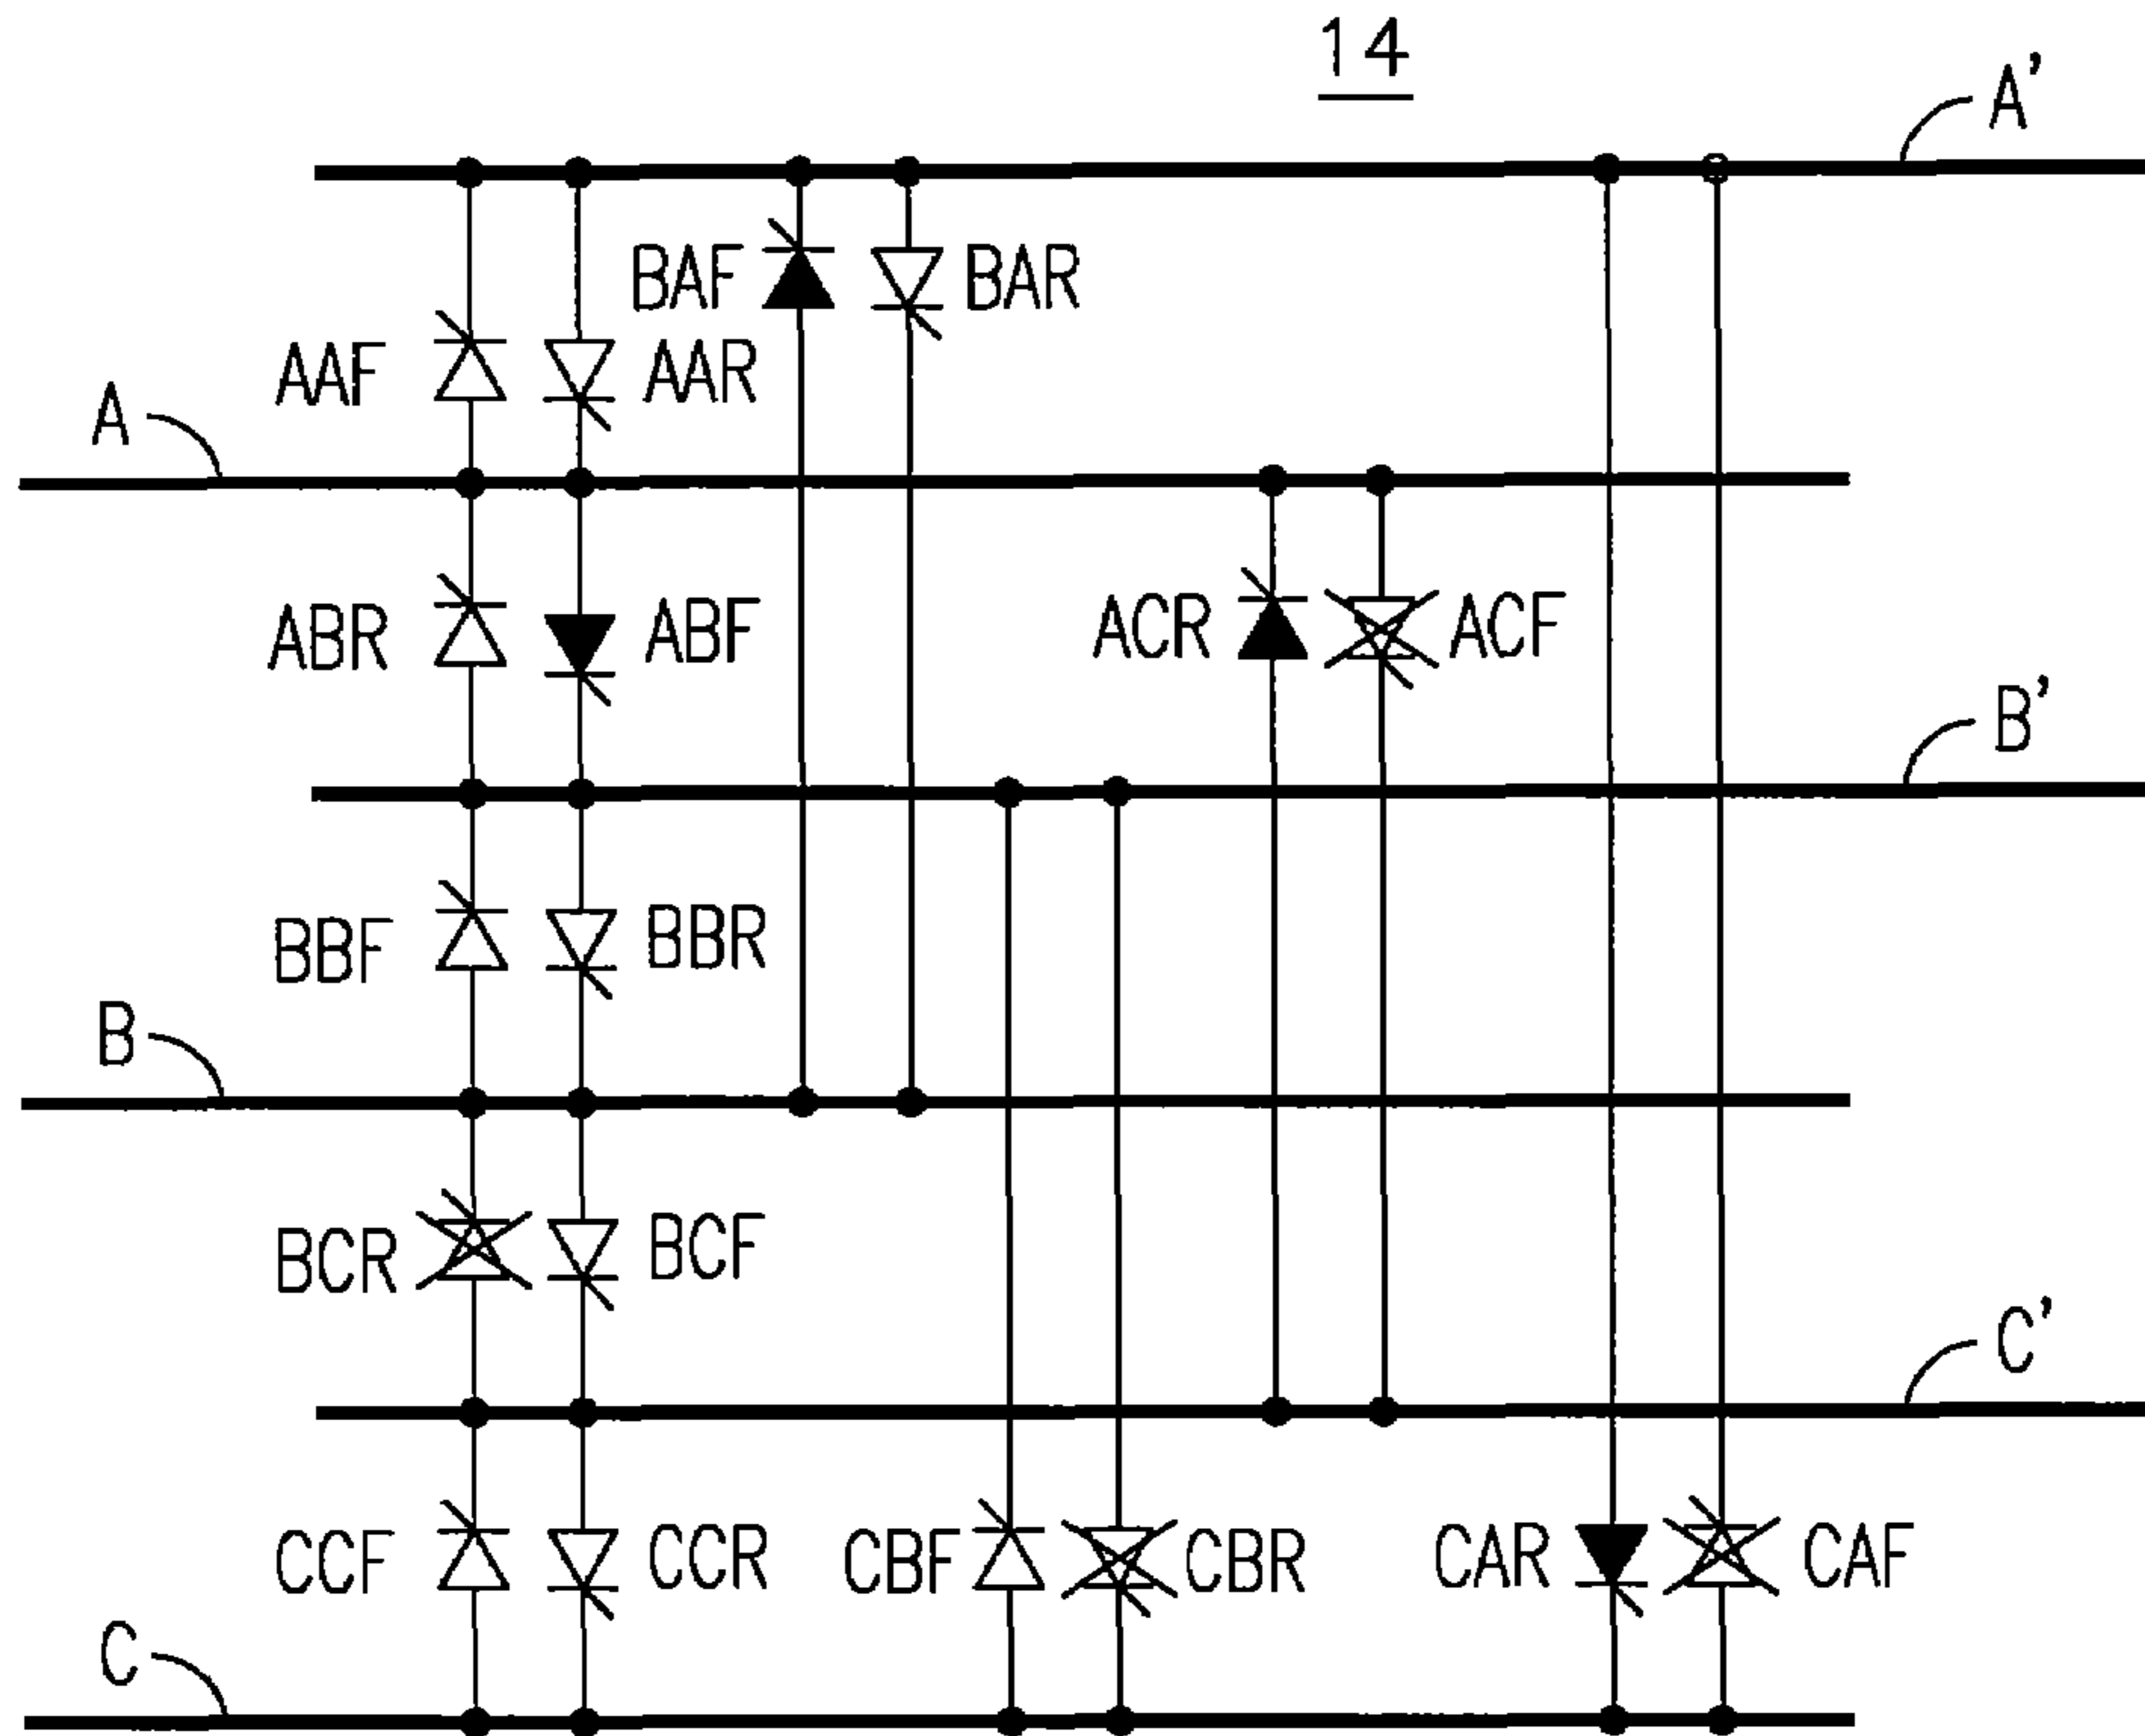 14
A'
BAF BAR
AAF AAR
A
ABR ABF ACR ACF
B'
BBF BBR
B
BCR BCF
C'
CCF CCR CBF CBR CAR CAF
C